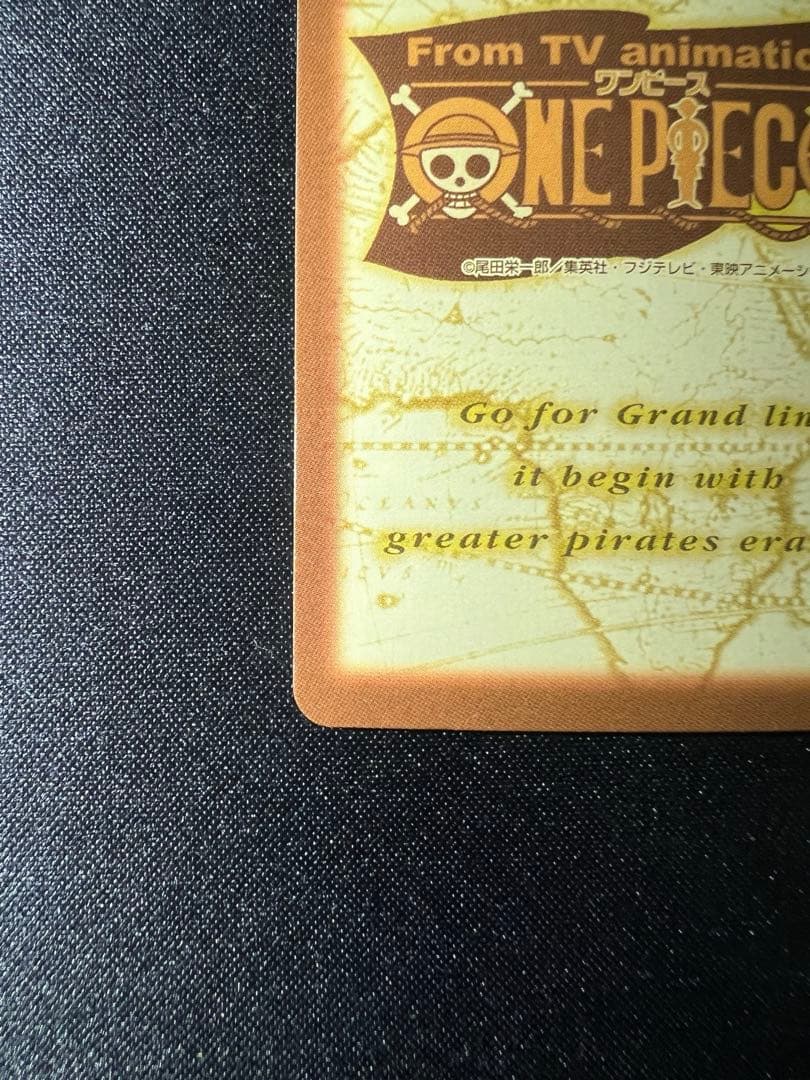 From TV animatio
ワンピース
ONE PIECE
©尾田栄一郎/集英社・フジテレビ・東映アニメーシ
Go for Grand lin
it begin with
CEANVS
greater pirates era